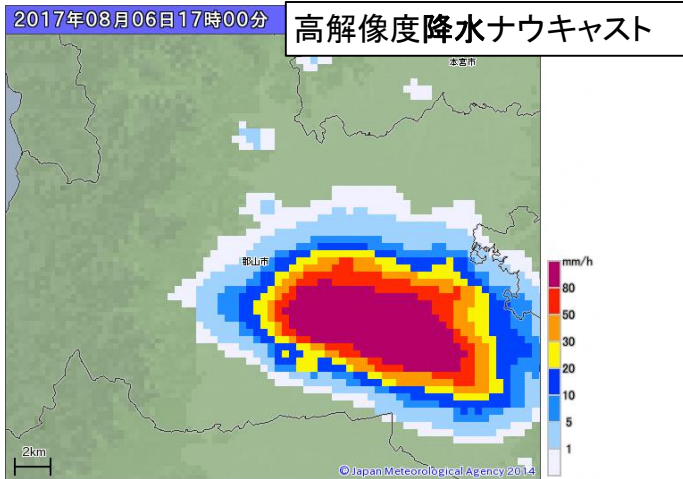 2017年08月06日17時00分
高解像度降水ナウキャスト
本宮市
郡山市
mm/h
80
50
30
20
10
5
1
2km
© Japan Meteorological Agency 2014